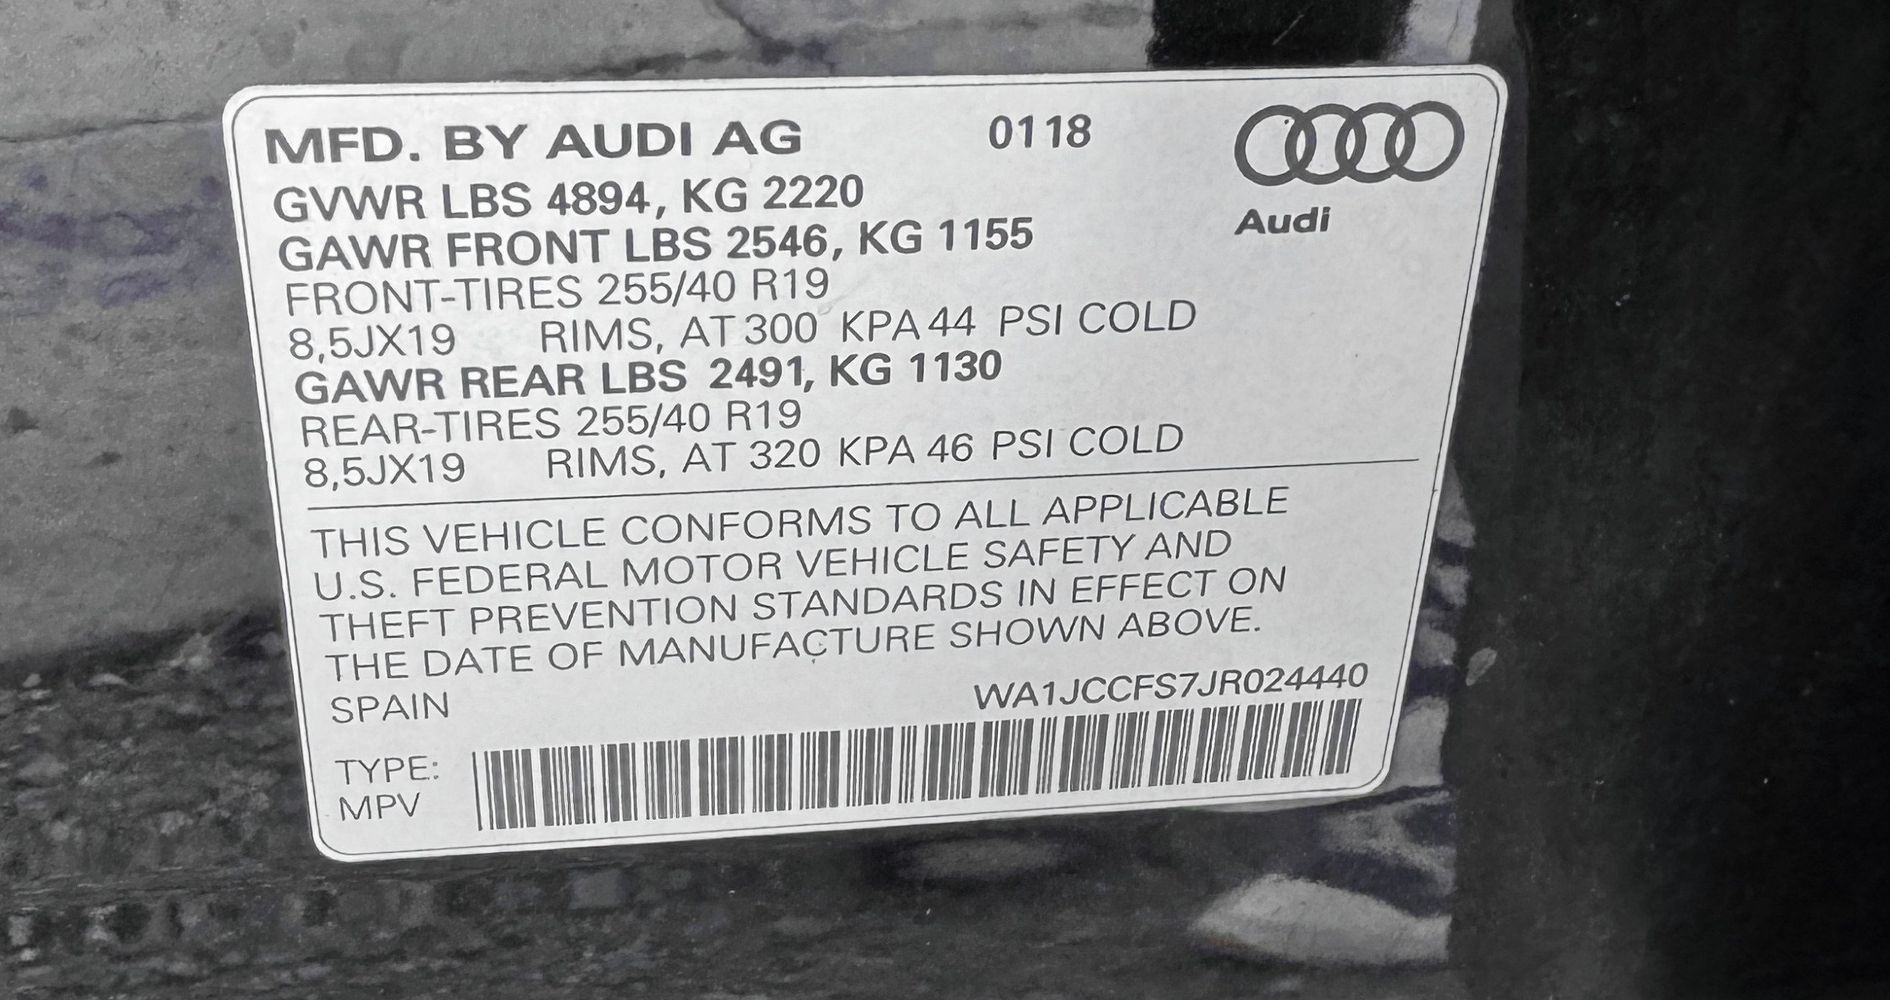 MFD. BY AUDI AG 0118
Audi
GVWR LBS 4894, KG 2220
GAWR FRONT LBS 2546, KG 1155
FRONT-TIRES 255/40 R19
8,5JX19 RIMS, AT 300 KPA 44 PSI COLD
GAWR REAR LBS 2491, KG 1130
REAR-TIRES 255/40 R19
8,5JX19 RIMS, AT 320 KPA 46 PSI COLD
THIS VEHICLE CONFORMS TO ALL APPLICABLE
U.S. FEDERAL MOTOR VEHICLE SAFETY AND
THEFT PREVENTION STANDARDS IN EFFECT ON
THE DATE OF MANUFACTURE SHOWN ABOVE.
SPAIN WA1JCCFS7JR024440
TYPE:
MPV